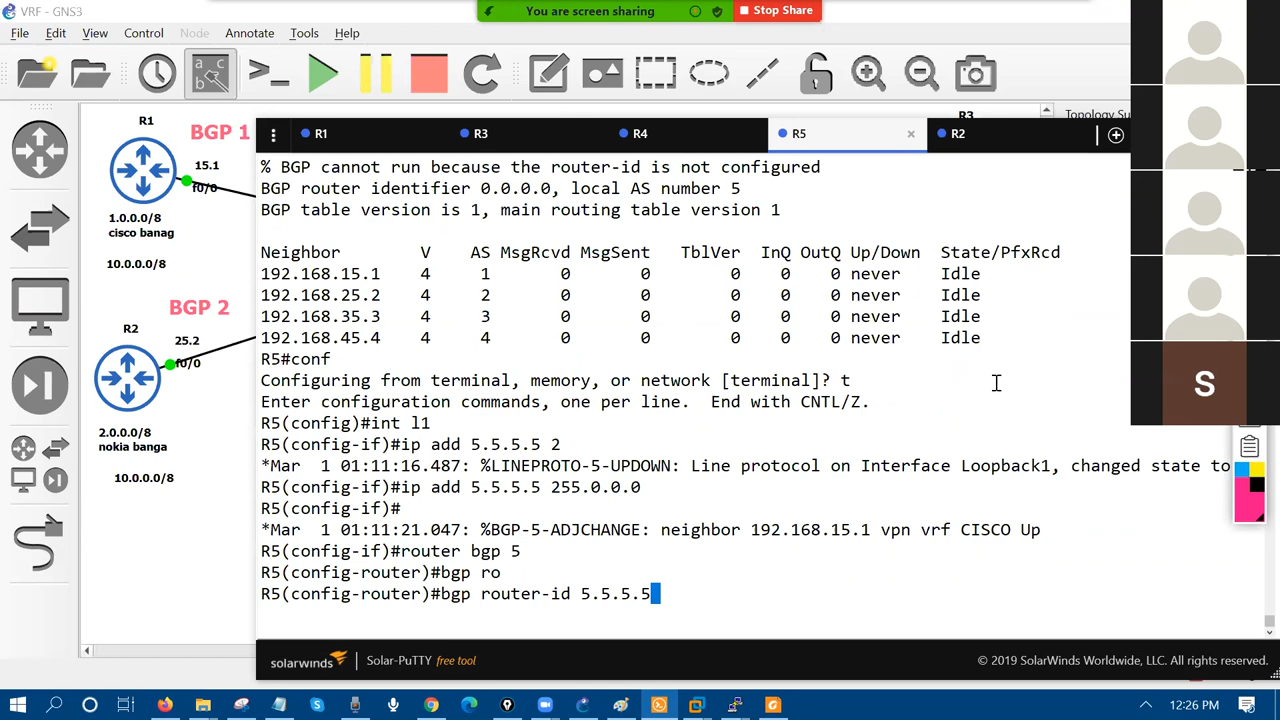 VRF - GNS3
You are screen sharing
Stop Share
File Edit View Control Node Annotate Tools Help
R1
BGP 1
15.1
f0/0
1.0.0.0/8
cisco banag
10.0.0.0/8
BGP 2
R2
25.2
f0/0
2.0.0.0/8
nokia banga
10.0.0.0/8
R3
Topology Su
R1 R3 R4 R5 × R2
% BGP cannot run because the router-id is not configured
BGP router identifier 0.0.0.0, local AS number 5
BGP table version is 1, main routing table version 1
Neighbor V AS MsgRcvd MsgSent TblVer InQ OutQ Up/Down State/PfxRcd
192.168.15.1 4 1 0 0 0 0 0 never Idle
192.168.25.2 4 2 0 0 0 0 0 never Idle
192.168.35.3 4 3 0 0 0 0 0 never Idle
192.168.45.4 4 4 0 0 0 0 0 never Idle
R5#conf
Configuring from terminal, memory, or network [terminal]? t
Enter configuration commands, one per line. End with CNTL/Z.
R5(config)#int l1
R5(config-if)#ip add 5.5.5.5 2
*Mar 1 01:11:16.487: %LINEPROTO-5-UPDOWN: Line protocol on Interface Loopback1, changed state to
R5(config-if)#ip add 5.5.5.5 255.0.0.0
R5(config-if)#
*Mar 1 01:11:21.047: %BGP-5-ADJCHANGE: neighbor 192.168.15.1 vpn vrf CISCO Up
R5(config-if)#router bgp 5
R5(config-router)#bgp ro
R5(config-router)#bgp router-id 5.5.5.5
S
solarwinds Solar-PuTTY free tool
© 2019 SolarWinds Worldwide, LLC. All rights reserved.
12:26 PM